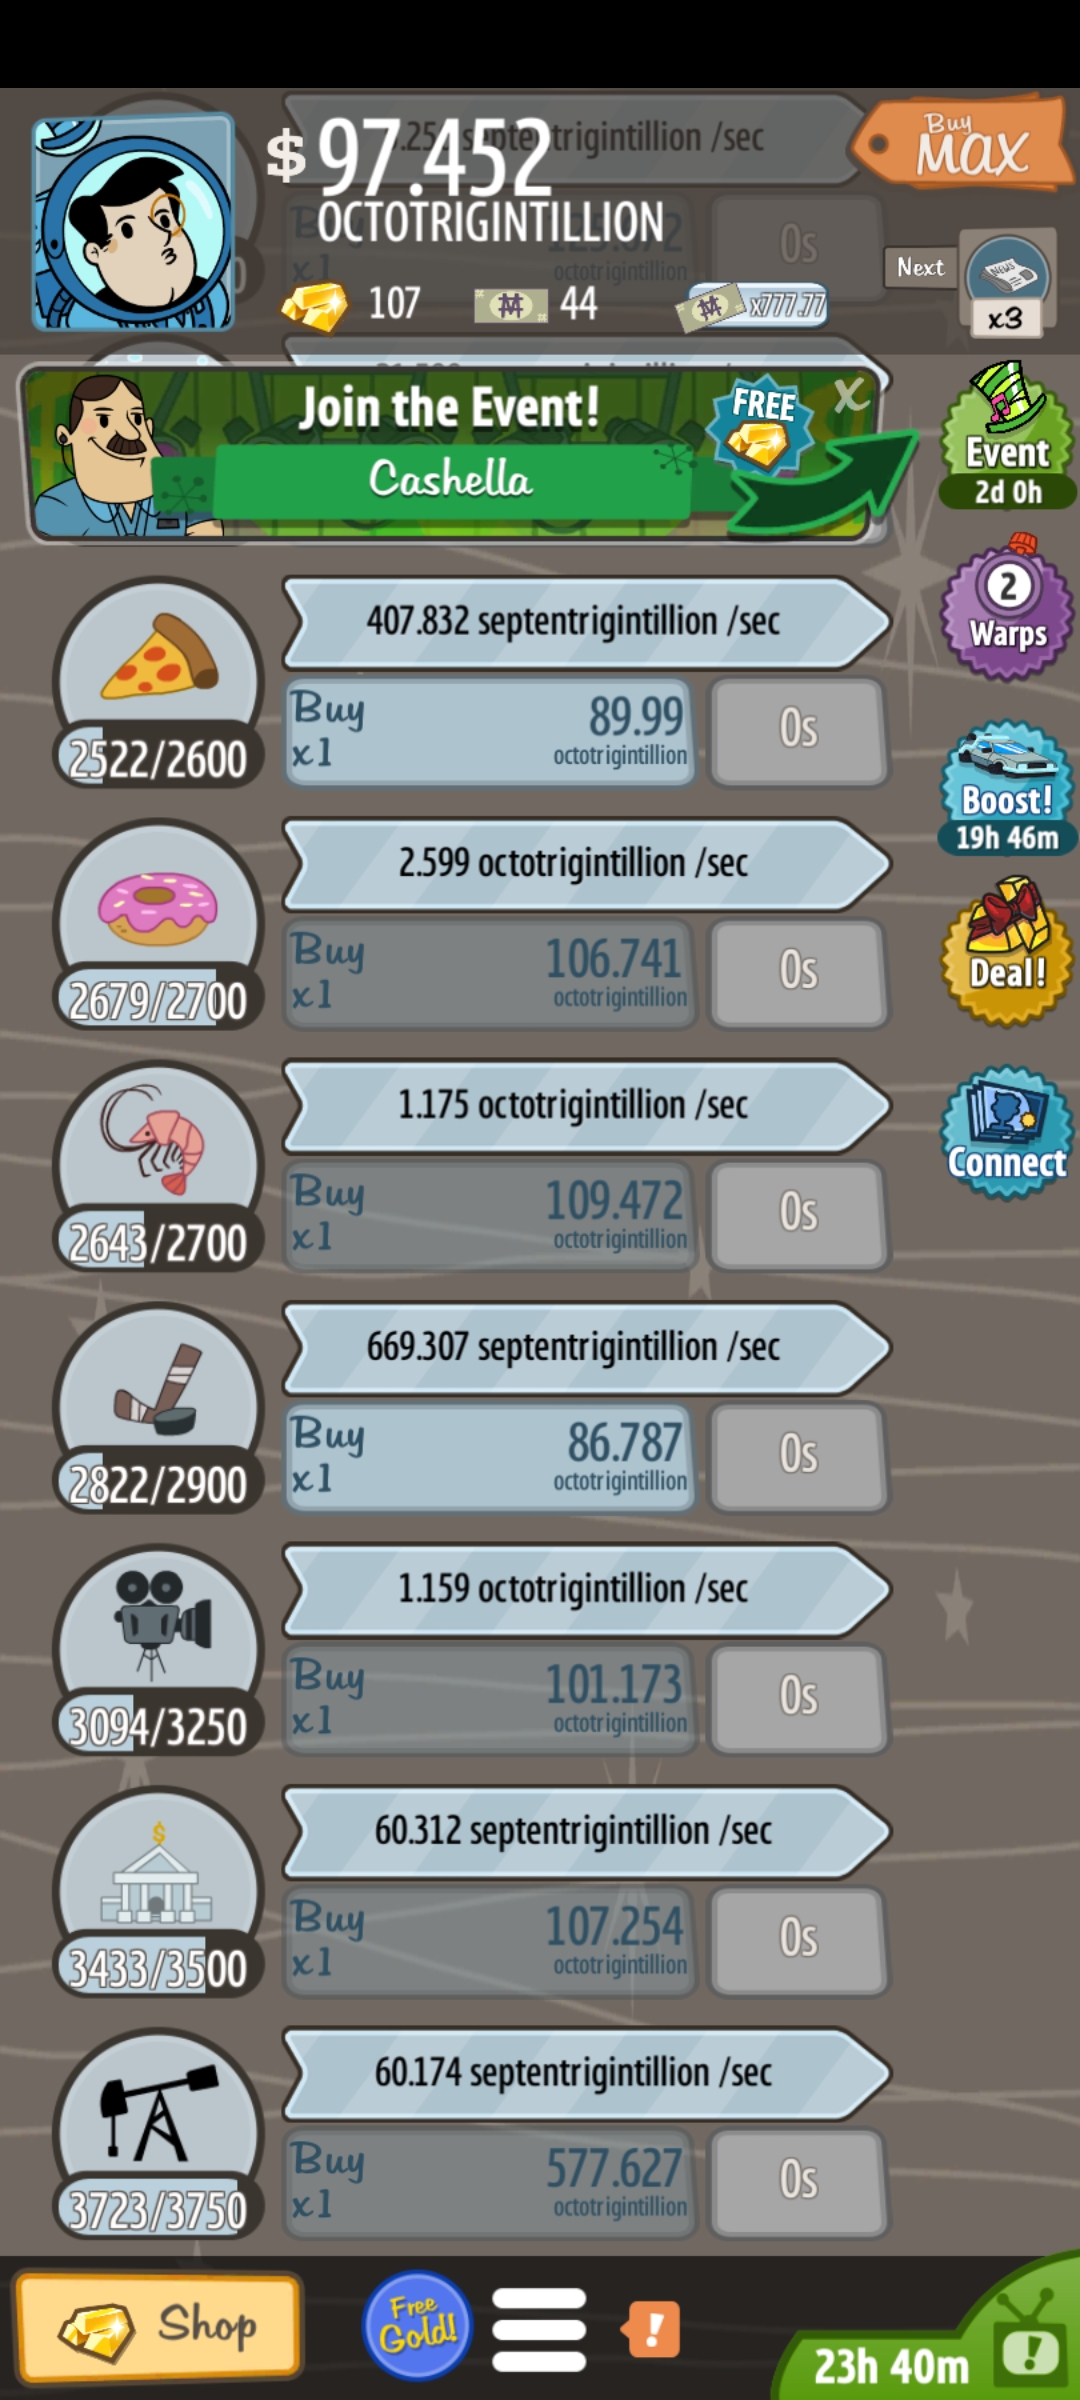 $ 97.452
OCTOTRIGINTILLION
septentrigintillion /sec
Buy
MAX
Buy
x1
octotrigintillion
0s
107
44
x777.77
Next
NEWS
x3
Join the Event!
Cashella
FREE
X
Event
2d 0h
2
Warps
407.832 septentrigintillion /sec
Buy
x1
89.99
octotrigintillion
0s
2522/2600
Boost!
19h 46m
2.599 octotrigintillion /sec
Buy
x1
106.741
octotrigintillion
0s
2679/2700
Deal!
1.175 octotrigintillion /sec
Buy
x1
109.472
octotrigintillion
0s
2643/2700
Connect
669.307 septentrigintillion /sec
Buy
x1
86.787
octotrigintillion
0s
2822/2900
1.159 octotrigintillion /sec
Buy
x1
101.173
octotrigintillion
0s
3094/3250
60.312 septentrigintillion /sec
$
Buy
x1
107.254
octotrigintillion
0s
3433/3500
60.174 septentrigintillion /sec
Buy
x1
577.627
octotrigintillion
0s
3723/3750
Shop
Free
Gold!
!
23h 40m
!